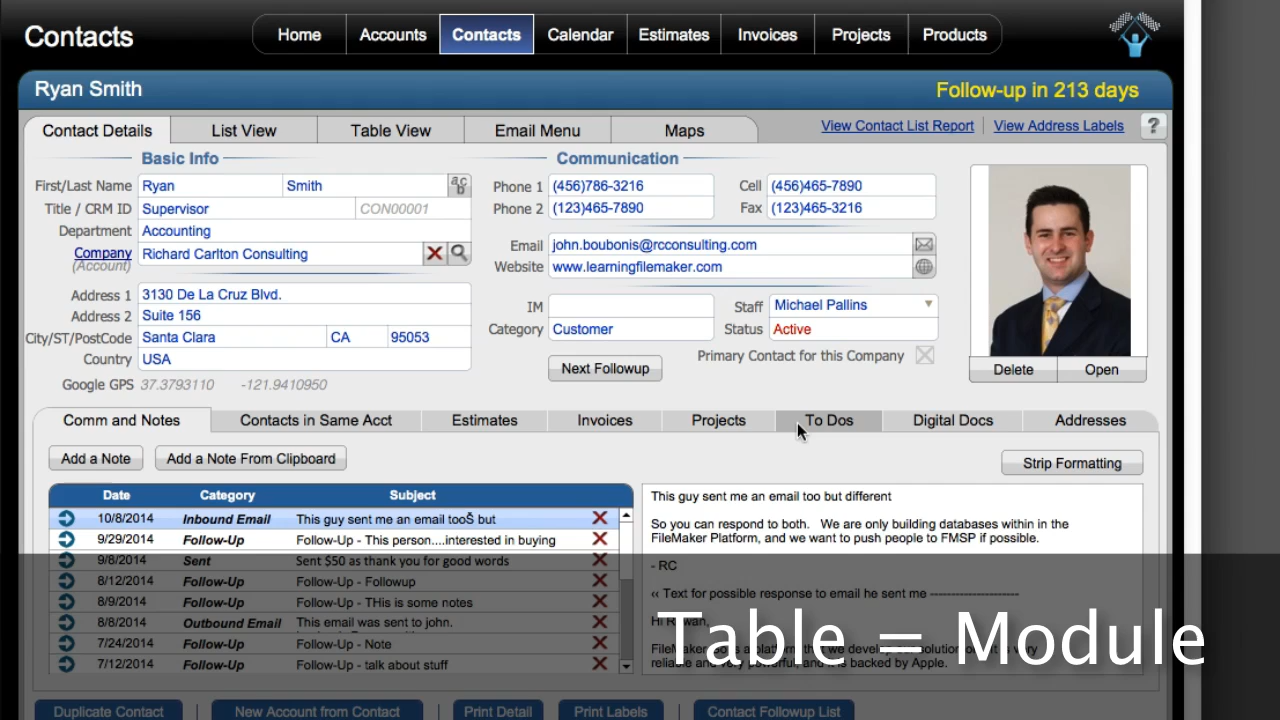 Contacts
Home Accounts Contacts Calendar Estimates Invoices Projects Products
Ryan Smith Follow-up in 213 days
Contact Details List View Table View Email Menu Maps View Contact List Report View Address Labels ?
Basic Info Communication
First/Last Name Ryan Smith
Title / CRM ID Supervisor CON00001
Department Accounting
Company Richard Carlton Consulting
(Account)
Address 1 3130 De La Cruz Blvd.
Address 2 Suite 156
City/ST/PostCode Santa Clara CA 95053
Country USA
Google GPS 37.3793110 -121.9410950
Phone 1 (456)786-3216 Cell (456)465-7890
Phone 2 (123)465-7890 Fax (123)465-3216
Email john.boubonis@rcconsulting.com
Website www.learningfilemaker.com
IM Staff Michael Pallins
Category Customer Status Active
Next Followup Primary Contact for this Company
Delete Open
Comm and Notes Contacts in Same Acct Estimates Invoices Projects To Dos Digital Docs Addresses
Add a Note Add a Note From Clipboard Strip Formatting
Date Category Subject
10/8/2014 Inbound Email This guy sent me an email tooŠ but
9/29/2014 Follow-Up Follow-Up - This person....interested in buying
9/8/2014 Sent Sent $50 as thank you for good words
8/12/2014 Follow-Up Follow-Up - Followup
8/9/2014 Follow-Up Follow-Up - THis is some notes
8/8/2014 Outbound Email This email was sent to john.
7/24/2014 Follow-Up Follow-Up - Note
7/12/2014 Follow-Up Follow-Up - talk about stuff
This guy sent me an email too but different
So you can respond to both. We are only building databases within in the
FileMaker Platform, and we want to push people to FMSP if possible.
- RC
‹‹ Text for possible response to email he sent me ----------------------
reliable and very powerful, and it is backed by Apple.
Table = Module
Duplicate Contact New Account from Contact Print Detail Print Labels Contact Followup List